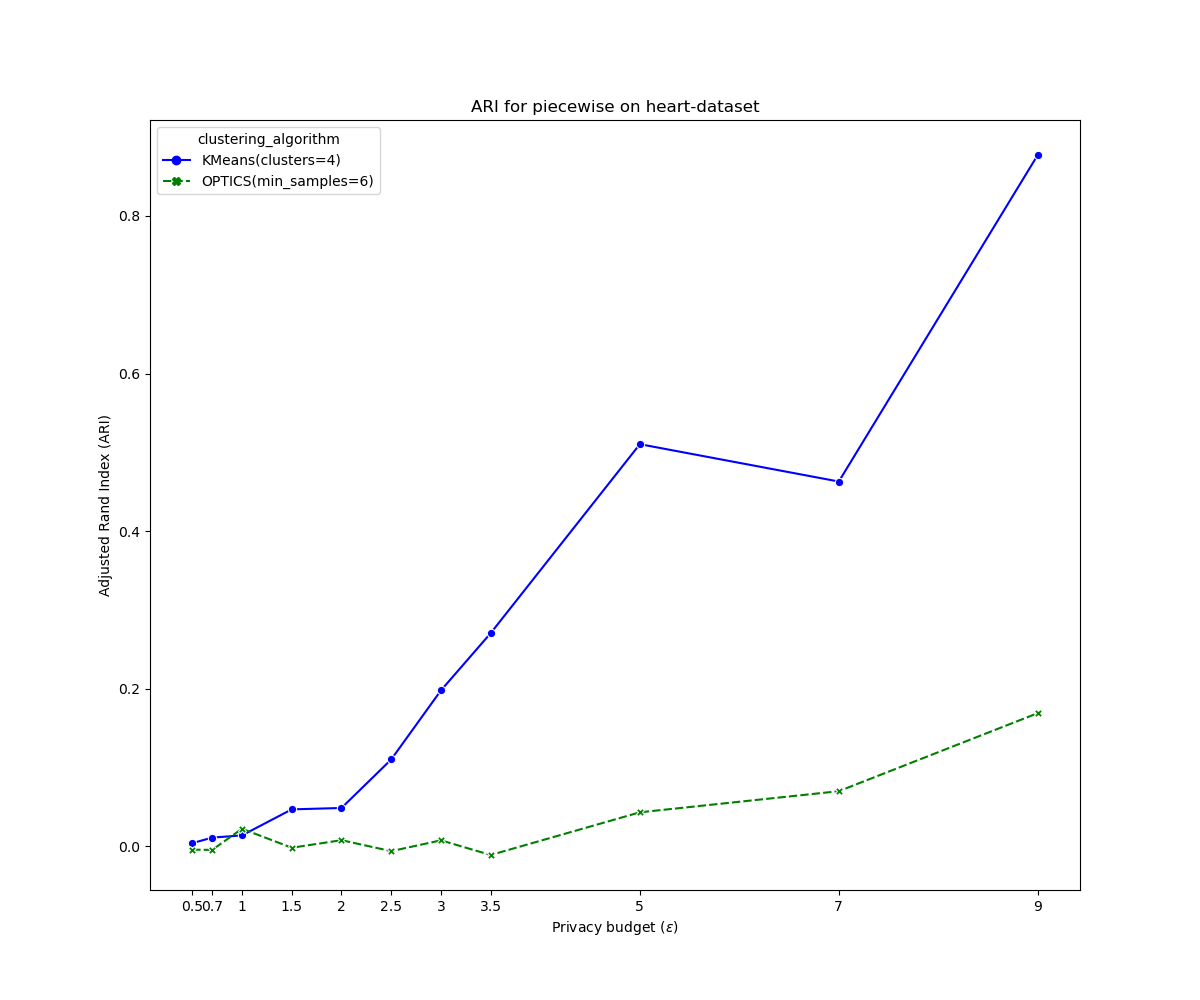 ARI for piecewise on heart-dataset
clustering_algorithm
KMeans(clusters=4)
OPTICS(min_samples=6)
Adjusted Rand Index (ARI)
0.8
0.6
0.4
0.2
0.0
0.5 0.7 1 1.5 2 2.5 3 3.5 5 7 9
Privacy budget (ε)